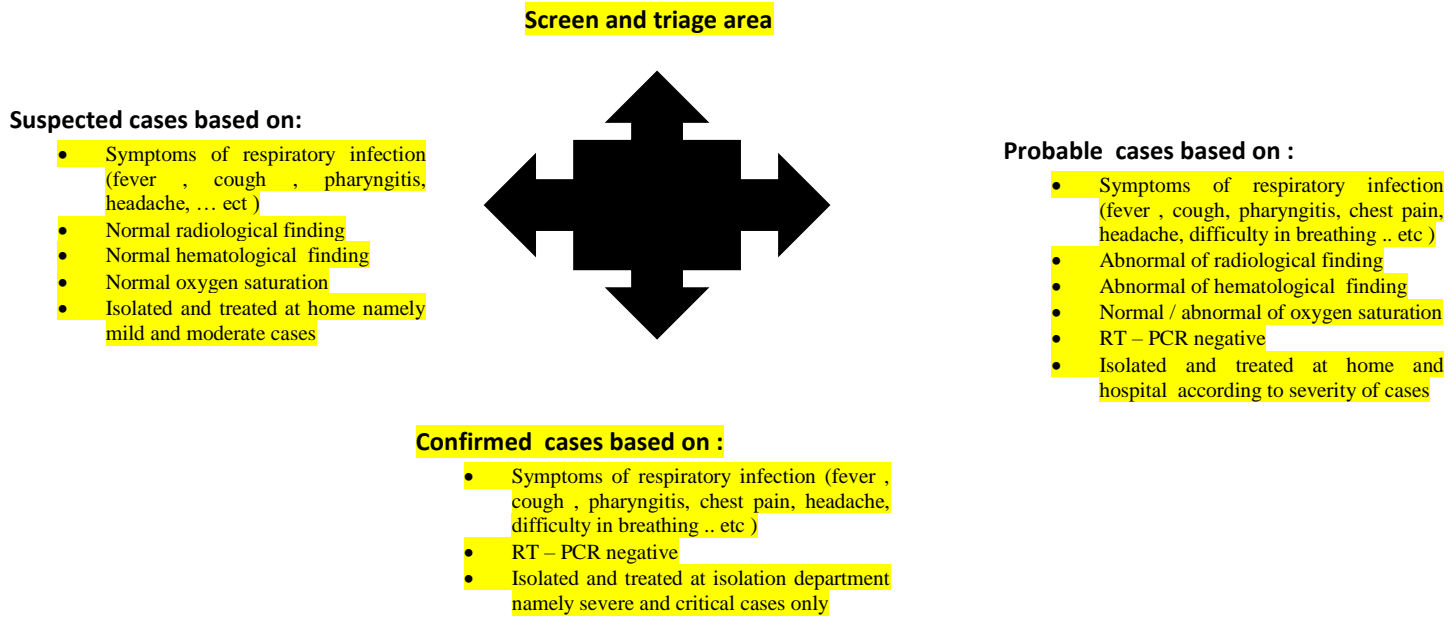 Screen and triage area
Suspected cases based on:
• Symptoms of respiratory infection
(fever , cough , pharyngitis,
headache, … ect )
• Normal radiological finding
• Normal hematological finding
• Normal oxygen saturation
• Isolated and treated at home namely
mild and moderate cases
Probable cases based on :
• Symptoms of respiratory infection
(fever , cough, pharyngitis, chest pain,
headache, difficulty in breathing .. etc )
• Abnormal of radiological finding
• Abnormal of hematological finding
• Normal / abnormal of oxygen saturation
• RT – PCR negative
• Isolated and treated at home and
hospital according to severity of cases
Confirmed cases based on :
• Symptoms of respiratory infection (fever ,
cough , pharyngitis, chest pain, headache,
difficulty in breathing .. etc )
• RT – PCR negative
• Isolated and treated at isolation department
namely severe and critical cases only